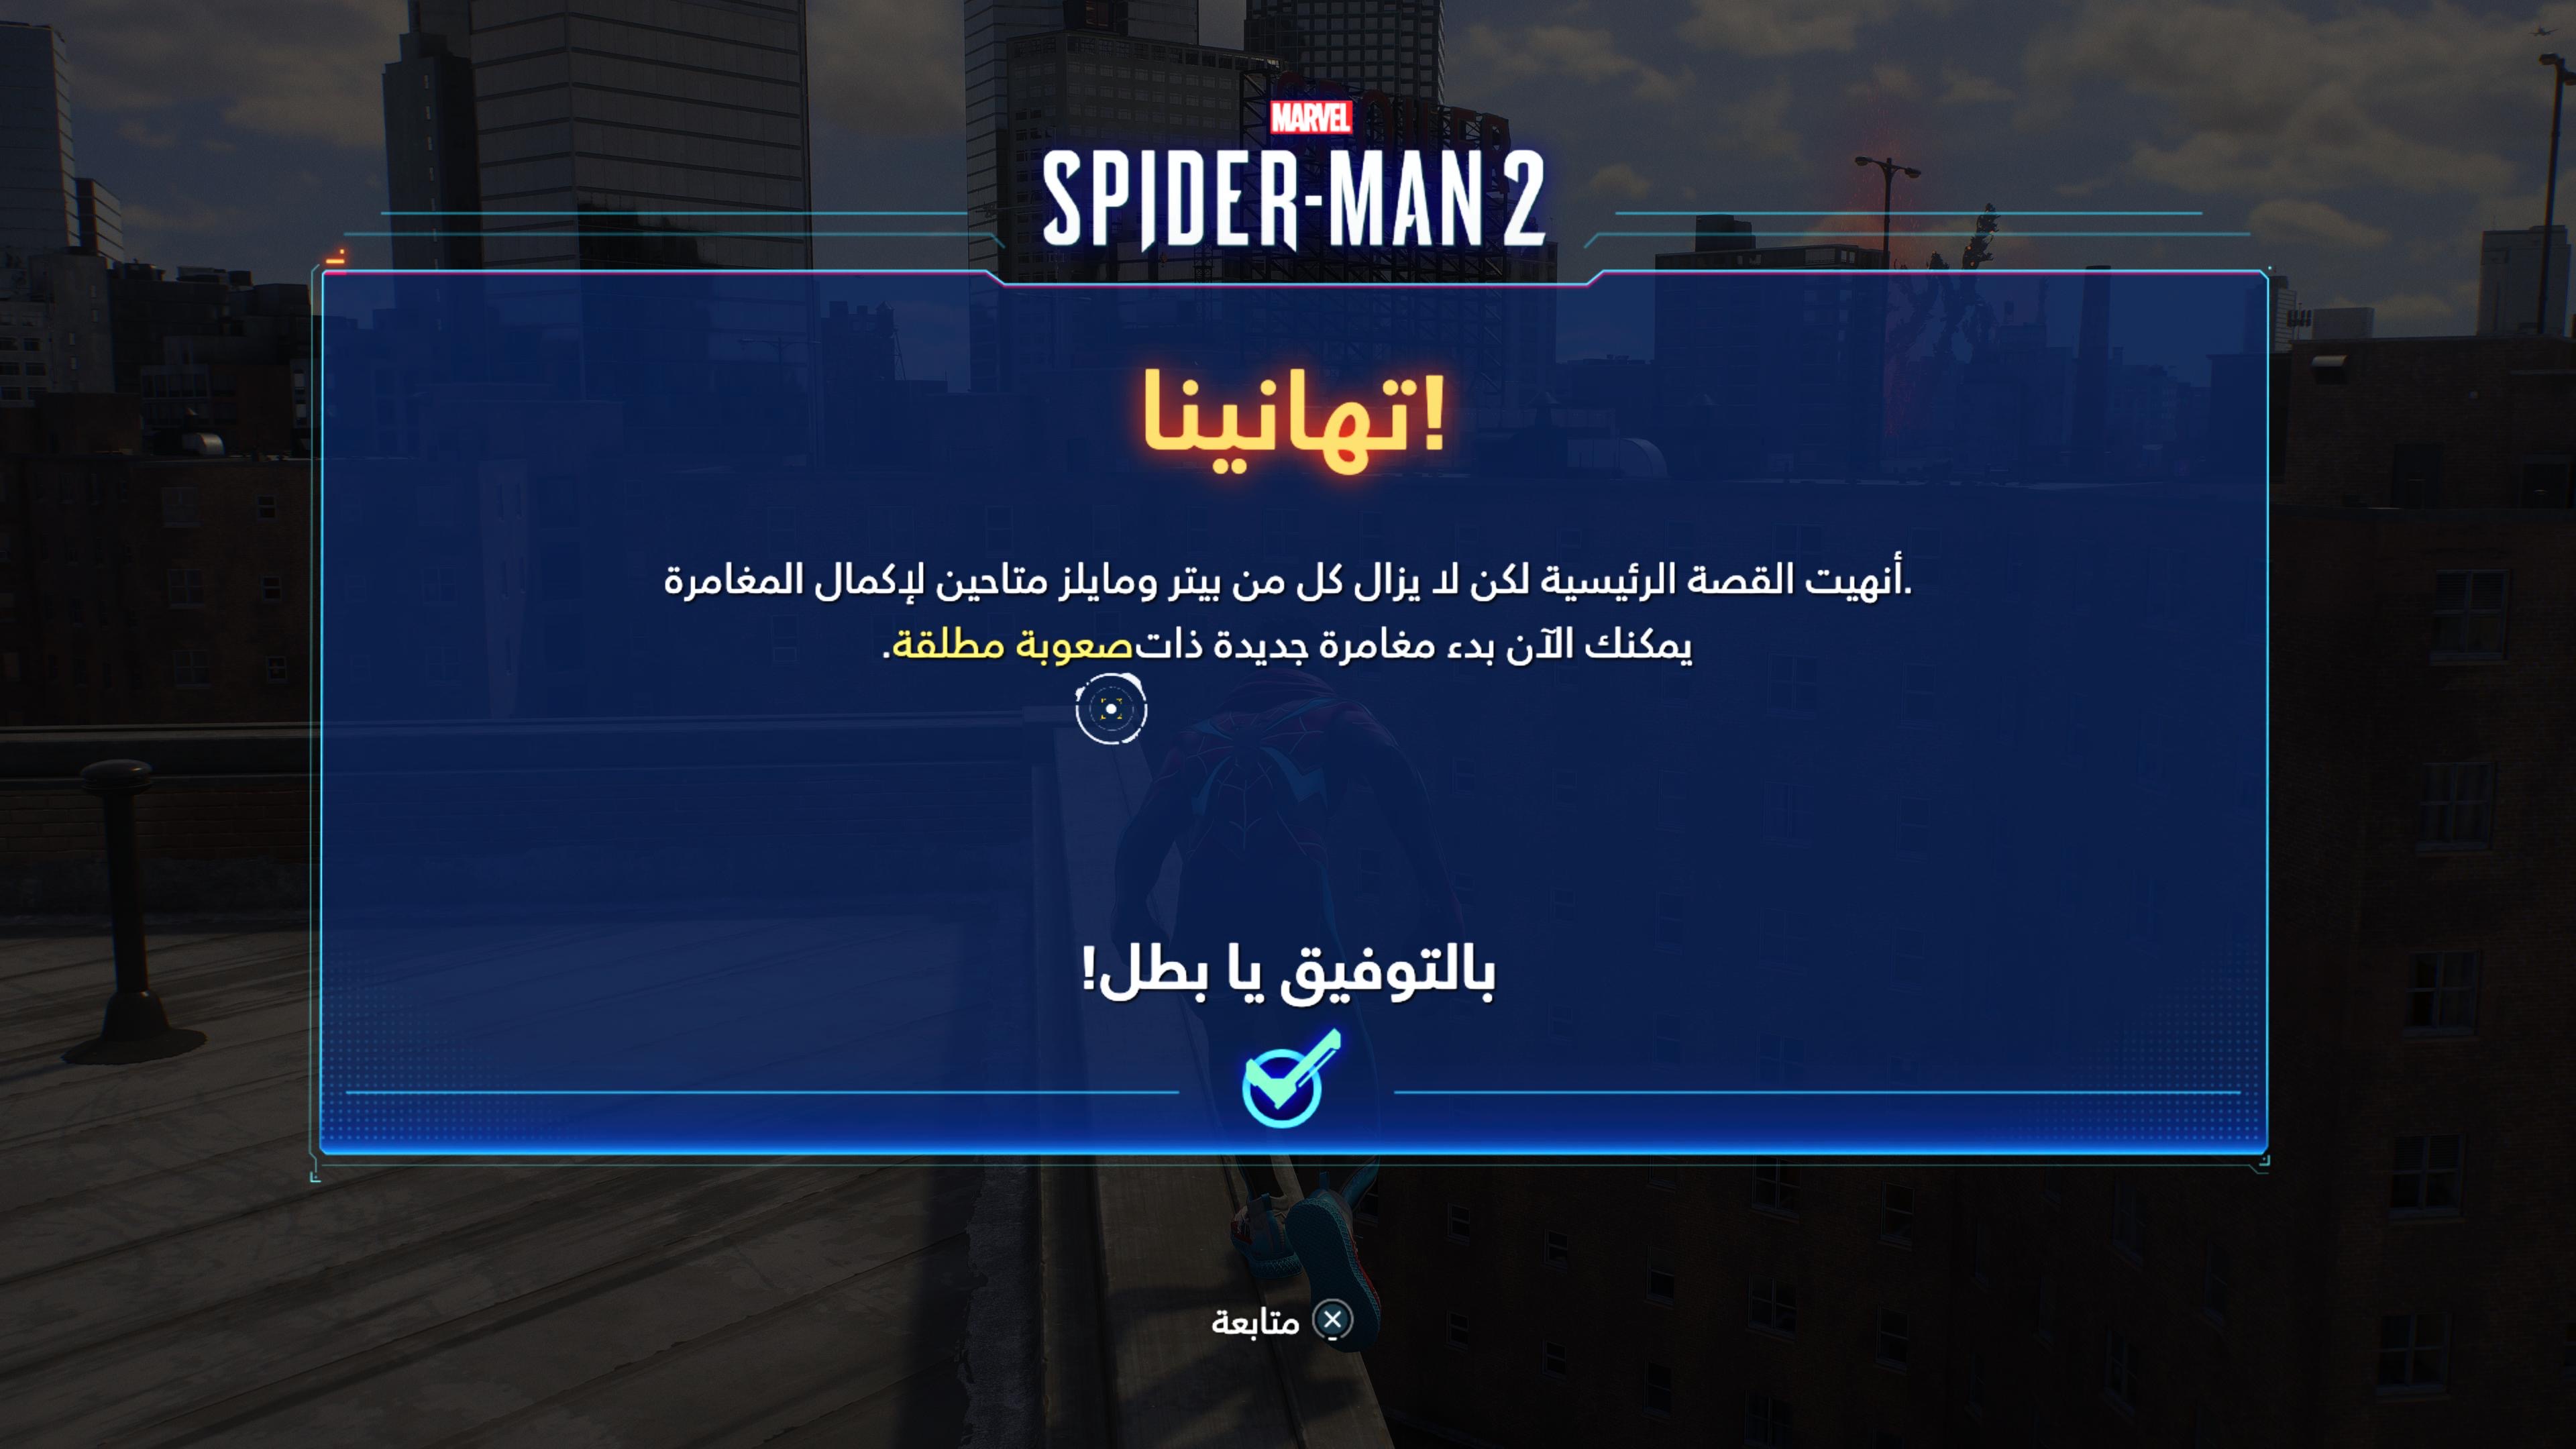 MARVEL
SPIDER-MAN 2
تهانينا!
أنهيت القصة الرئيسية لكن لا يزال كل من بيتر ومايلز متاحين لإكمال المغامرة.
يمكنك الآن بدء مغامرة جديدة ذاتصعوبة مطلقة.
بالتوفيق يا بطل!
متابعة